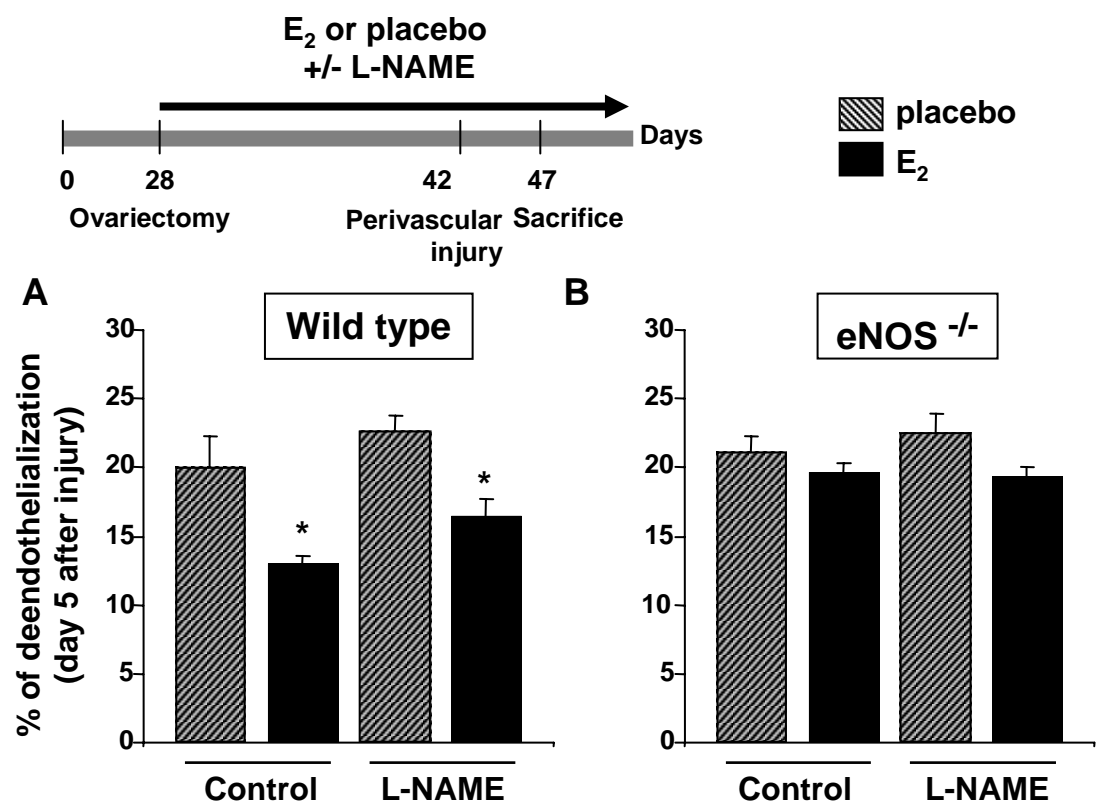 E2 or placebo
+/- L-NAME
Days
0 28 42 47
Ovariectomy Perivascular Sacrifice
injury
placebo
E2
A
Wild type
% of deendothelialization
(day 5 after injury)
30
25
20
15
10
5
0
*
*
Control L-NAME
B
eNOS -/-
30
25
20
15
10
5
0
Control L-NAME